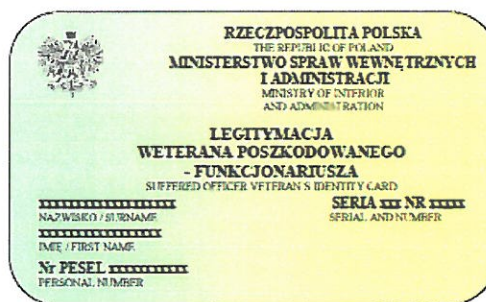 RZECZPOSPOLITA POLSKA
THE REPUBLIC OF POLAND
MINISTERSTWO SPRAW WEWNĘTRZNYCH
I ADMINISTRACJI
MINISTRY OF INTERIOR
AND ADMINISTRATION
LEGITYMACJA
WETERANA POSZKODOWANEGO
- FUNKCJONARIUSZA
SUFFERED OFFICER VETERAN'S IDENTITY CARD
xxxxxxxxxxxxxxxxxx SERIA xxx NR xxxxx
NAZWISKO / SURNAME SERIAL AND NUMBER
xxxxxxxxxxxxxxxx
IMIĘ / FIRST NAME
Nr PESEL xxxxxxxxxxx
PERSONAL NUMBER